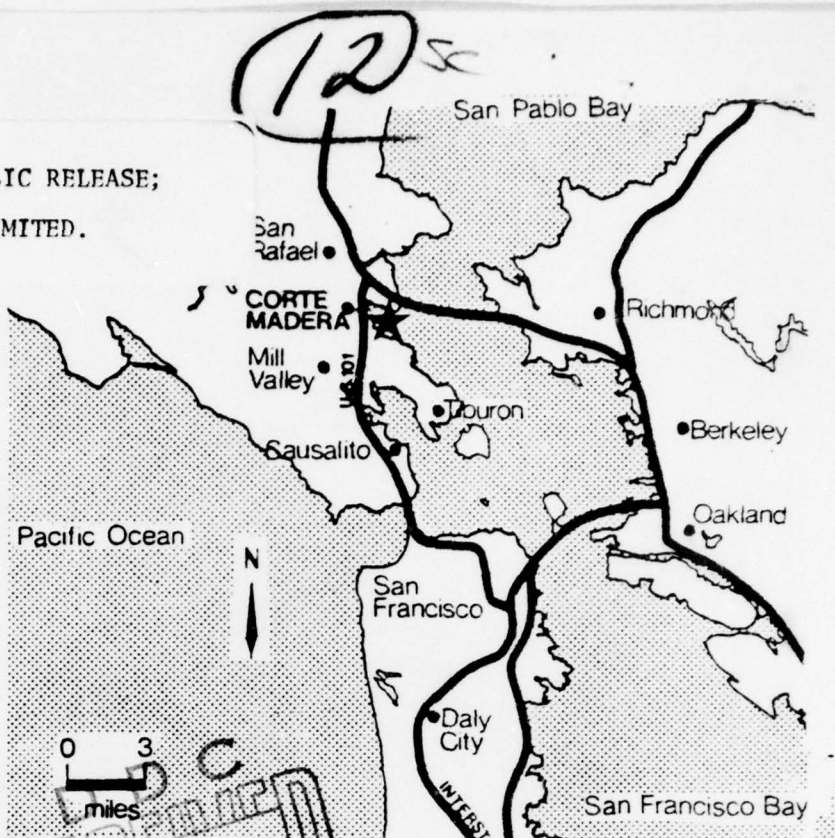 12 SC
San Pablo Bay
IC RELEASE;
MITED.
San
Rafael
CORTE
MADERA
Richmond
Mill
Valley
U.S. 101
Tiburon
Berkeley
Sausalito
Oakland
Pacific Ocean
N
San
Francisco
Daly
City
0 3
miles
D D C
INTERST
San Francisco Bay